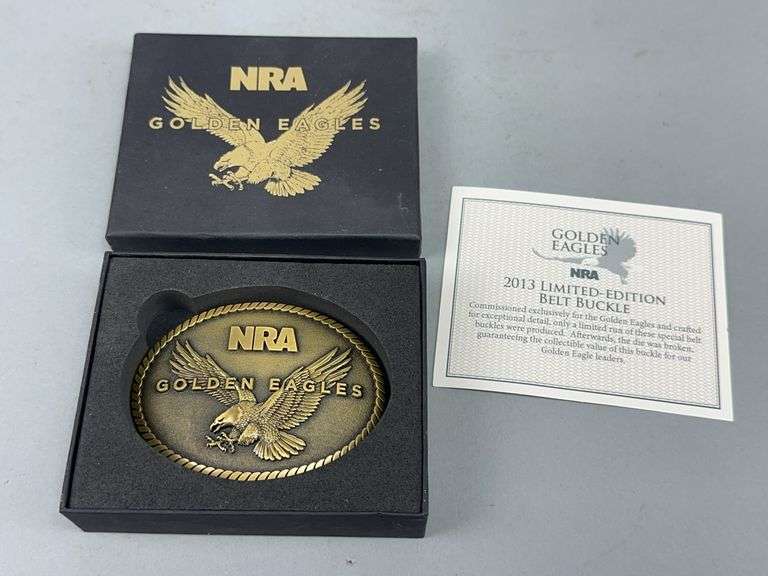 NRA
GOLDEN EAGLES
NRA
GOLDEN EAGLES
GOLDEN
EAGLES
NRA
2013 LIMITED-EDITION
BELT BUCKLE
Commissioned exclusively for the Golden Eagles and crafted
for exceptional detail, only a limited run of these special belt
buckles were produced. Afterwards, the die was broken,
guaranteeing the collectible value of this buckle for our
Golden Eagle leaders.